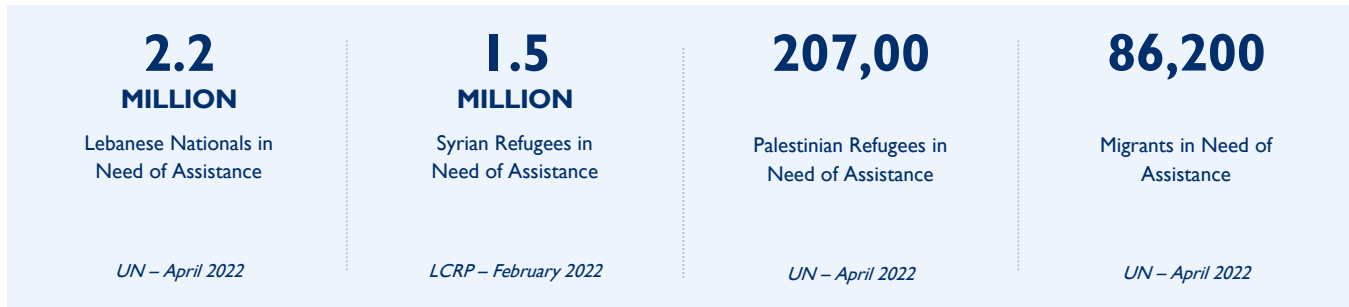 2.2
MILLION
Lebanese Nationals in
Need of Assistance
UN – April 2022
1.5
MILLION
Syrian Refugees in
Need of Assistance
LCRP – February 2022
207,00
Palestinian Refugees in
Need of Assistance
UN – April 2022
86,200
Migrants in Need of
Assistance
UN – April 2022